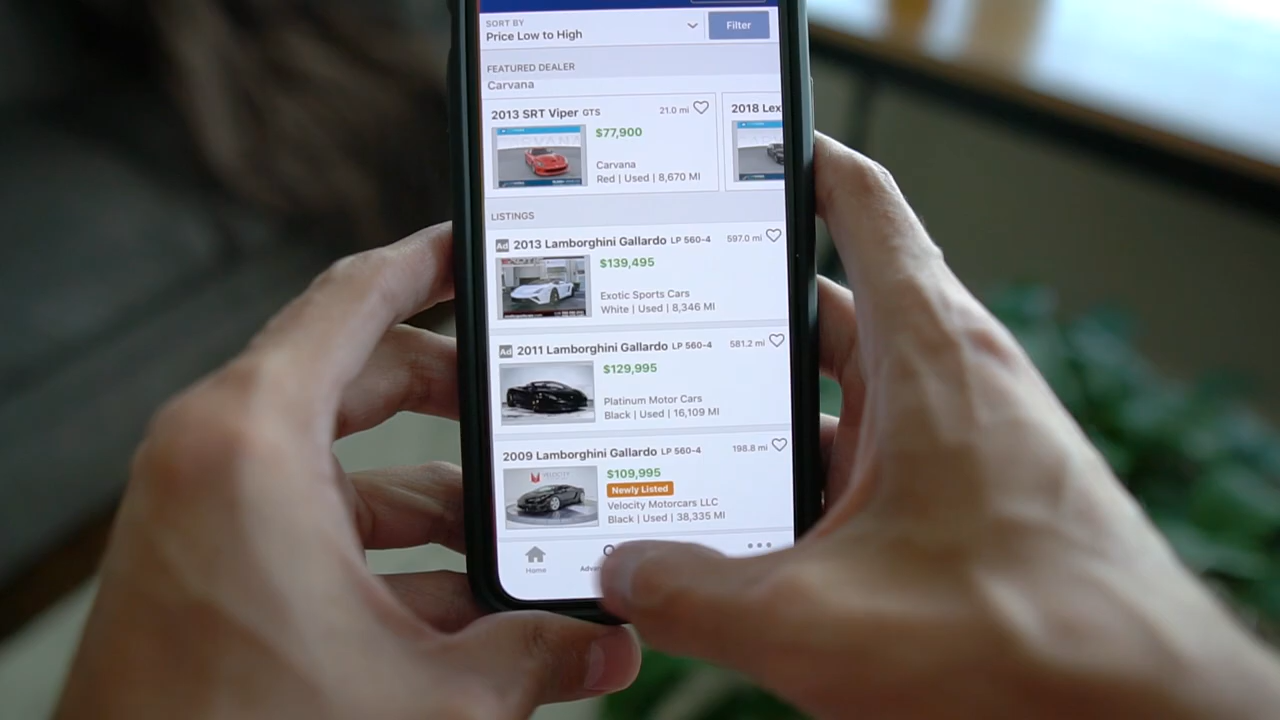 SORT BY
Price Low to High
Filter
FEATURED DEALER
Carvana
2013 SRT Viper GTS 21.0 mi
$77,900
Carvana
Red | Used | 8,670 MI
2018 Lex
LISTINGS
Ad 2013 Lamborghini Gallardo LP 560-4 597.0 mi
$139,495
Exotic Sports Cars
White | Used | 8,346 MI
Ad 2011 Lamborghini Gallardo LP 560-4 581.2 mi
$129,995
Platinum Motor Cars
Black | Used | 16,109 MI
2009 Lamborghini Gallardo LP 560-4 198.8 mi
$109,995
Newly Listed
Velocity Motorcars LLC
Black | Used | 38,335 MI
Home